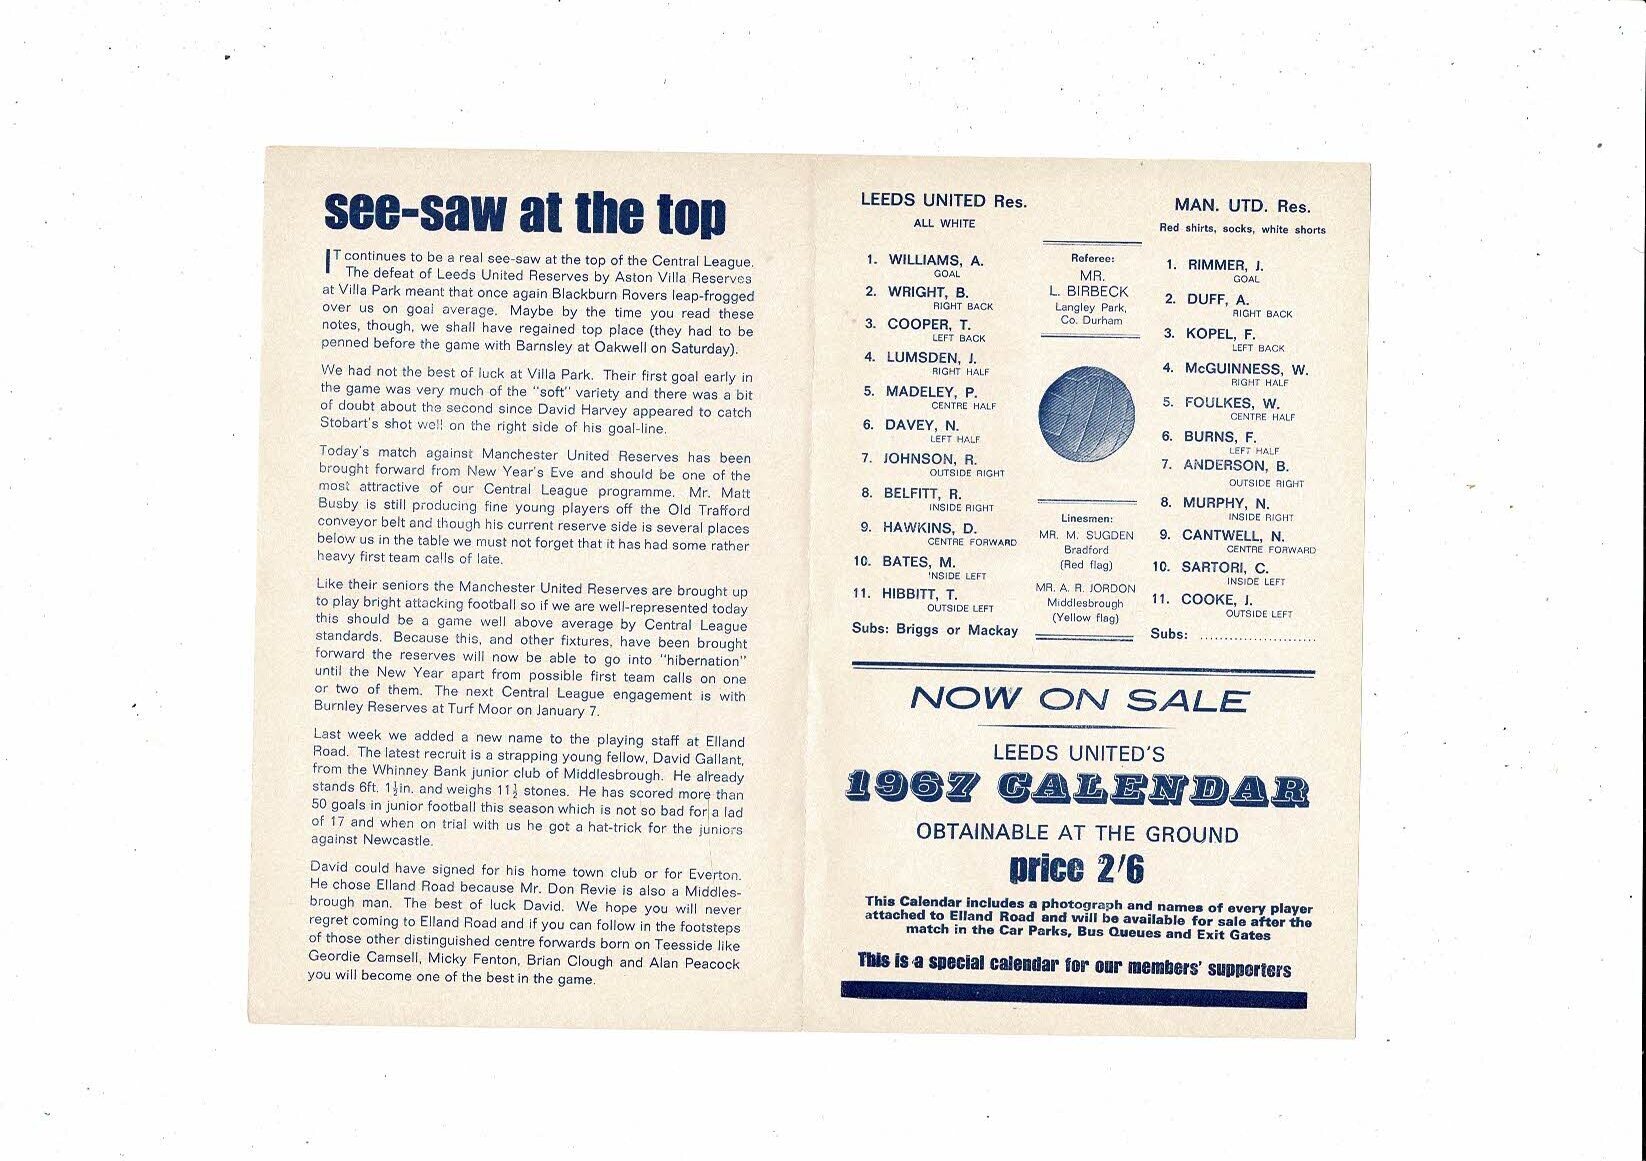 see-saw at the top
IT continues to be a real see-saw at the top of the Central League.
The defeat of Leeds United Reserves by Aston Villa Reserves
at Villa Park meant that once again Blackburn Rovers leap-frogged
over us on goal average. Maybe by the time you read these
notes, though, we shall have regained top place (they had to be
penned before the game with Barnsley at Oakwell on Saturday).
We had not the best of luck at Villa Park. Their first goal early in
the game was very much of the "soft" variety and there was a bit
of doubt about the second since David Harvey appeared to catch
Stobart's shot well on the right side of his goal-line.
Today's match against Manchester United Reserves has been
brought forward from New Year's Eve and should be one of the
most attractive of our Central League programme. Mr. Matt
Busby is still producing fine young players off the Old Trafford
conveyor belt and though his current reserve side is several places
below us in the table we must not forget that it has had some rather
heavy first team calls of late.
Like their seniors the Manchester United Reserves are brought up
to play bright attacking football so if we are well-represented today
this should be a game well above average by Central League
standards. Because this, and other fixtures, have been brought
forward the reserves will now be able to go into "hibernation"
until the New Year apart from possible first team calls on one
or two of them. The next Central League engagement is with
Burnley Reserves at Turf Moor on January 7.
Last week we added a new name to the playing staff at Elland
Road. The latest recruit is a strapping young fellow, David Gallant,
from the Whinney Bank junior club of Middlesbrough. He already
stands 6ft. 1½in. and weighs 11½ stones. He has scored more than
50 goals in junior football this season which is not so bad for a lad
of 17 and when on trial with us he got a hat-trick for the juniors
against Newcastle.
David could have signed for his home town club or for Everton.
He chose Elland Road because Mr. Don Revie is also a Middles-
brough man. The best of luck David. We hope you will never
regret coming to Elland Road and if you can follow in the footsteps
of those other distinguished centre forwards born on Teesside like
Geordie Camsell, Micky Fenton, Brian Clough and Alan Peacock
you will become one of the best in the game.
LEEDS UNITED Res.
ALL WHITE
1. WILLIAMS, A.
GOAL
2. WRIGHT, B.
RIGHT BACK
3. COOPER, T.
LEFT BACK
4. LUMSDEN, J.
RIGHT HALF
5. MADELEY, P.
CENTRE HALF
6. DAVEY, N.
LEFT HALF
7. JOHNSON, R.
OUTSIDE RIGHT
8. BELFITT, R.
INSIDE RIGHT
9. HAWKINS, D.
CENTRE FORWARD
10. BATES, M.
INSIDE LEFT
11. HIBBITT, T.
OUTSIDE LEFT
Subs: Briggs or Mackay
Referee:
MR.
L. BIRBECK
Langley Park,
Co. Durham
Linesmen:
MR. M. SUGDEN
Bradford
(Red flag)
MR. A. R. JORDON
Middlesbrough
(Yellow flag)
MAN. UTD. Res.
Red shirts, socks, white shorts
1. RIMMER, J.
GOAL
2. DUFF, A.
RIGHT BACK
3. KOPEL, F.
LEFT BACK
4. McGUINNESS, W.
RIGHT HALF
5. FOULKES, W.
CENTRE HALF
6. BURNS, F.
LEFT HALF
7. ANDERSON, B.
OUTSIDE RIGHT
8. MURPHY, N.
INSIDE RIGHT
9. CANTWELL, N.
CENTRE FORWARD
10. SARTORI, C.
INSIDE LEFT
11. COOKE, J.
OUTSIDE LEFT
Subs: ........................
NOW ON SALE
LEEDS UNITED'S
1967 CALENDAR
OBTAINABLE AT THE GROUND
price 2'6
This Calendar includes a photograph and names of every player
attached to Elland Road and will be available for sale after the
match in the Car Parks, Bus Queues and Exit Gates
This is a special calendar for our members' supporters